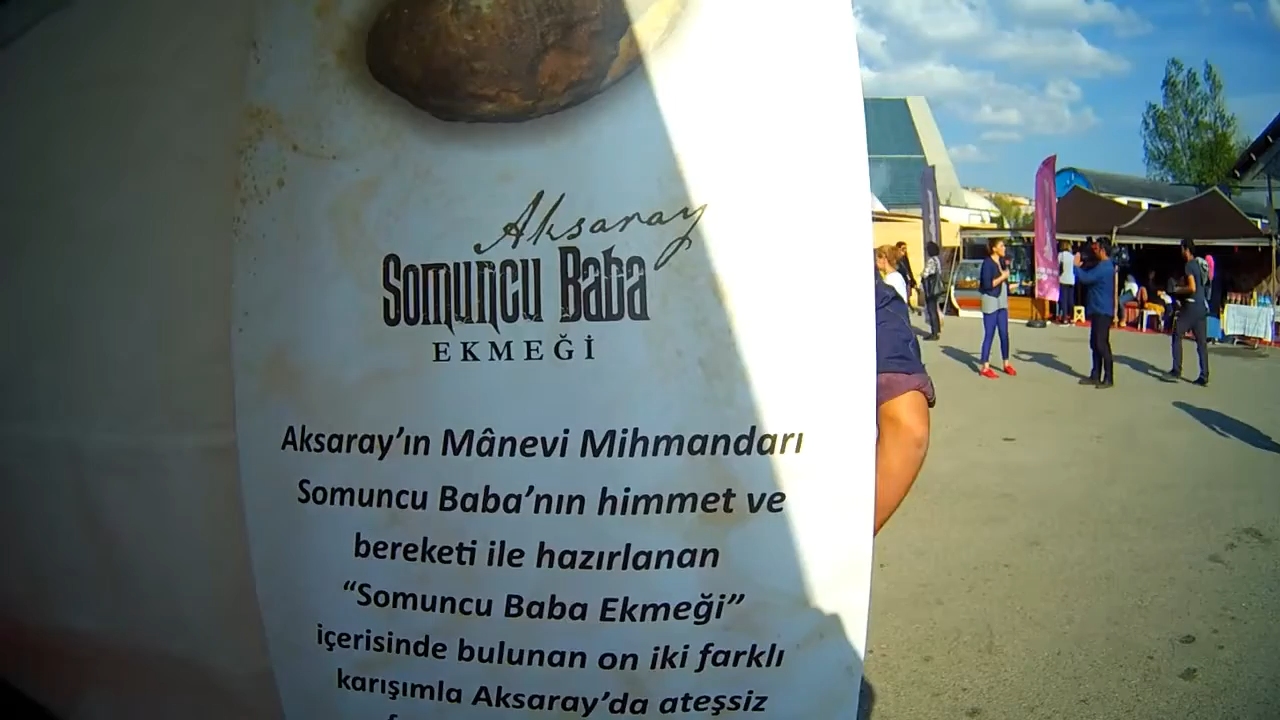 Aksaray
Somuncu Baba
EKMEĞİ
Aksaray’ın Mânevi Mihmandarı
Somuncu Baba’nın himmet ve
bereketi ile hazırlanan
“Somuncu Baba Ekmeği”
içerisinde bulunan on iki farklı
karışımla Aksaray’da ateşsiz